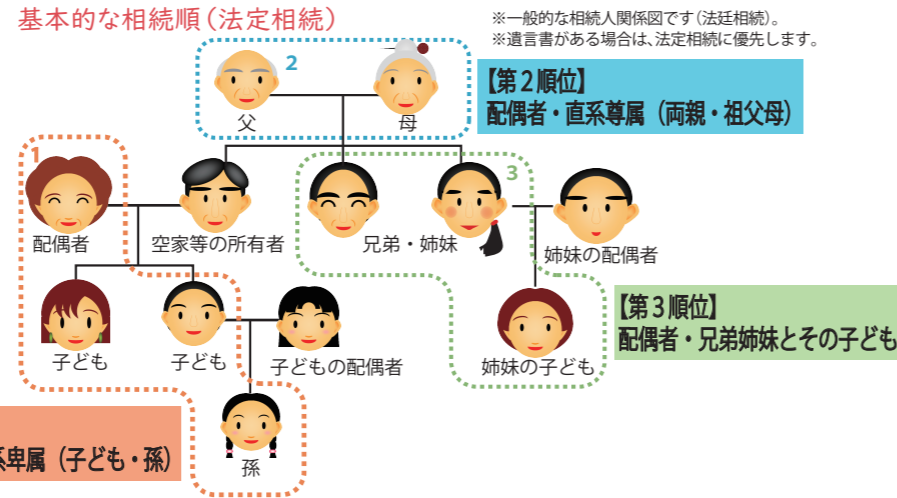 基本的な相続順（法定相続）
※一般的な相続人関係図です（法廷相続）。
※遺言書がある場合は、法定相続に優先します。
2
父
母
【第２順位】
配偶者・直系尊属（両親・祖父母）
1
3
配偶者
空家等の所有者
兄弟・姉妹
姉妹の配偶者
【第３順位】
配偶者・兄弟姉妹とその子ども
子ども
子ども
子どもの配偶者
姉妹の子ども
系卑属（子ども・孫）
孫